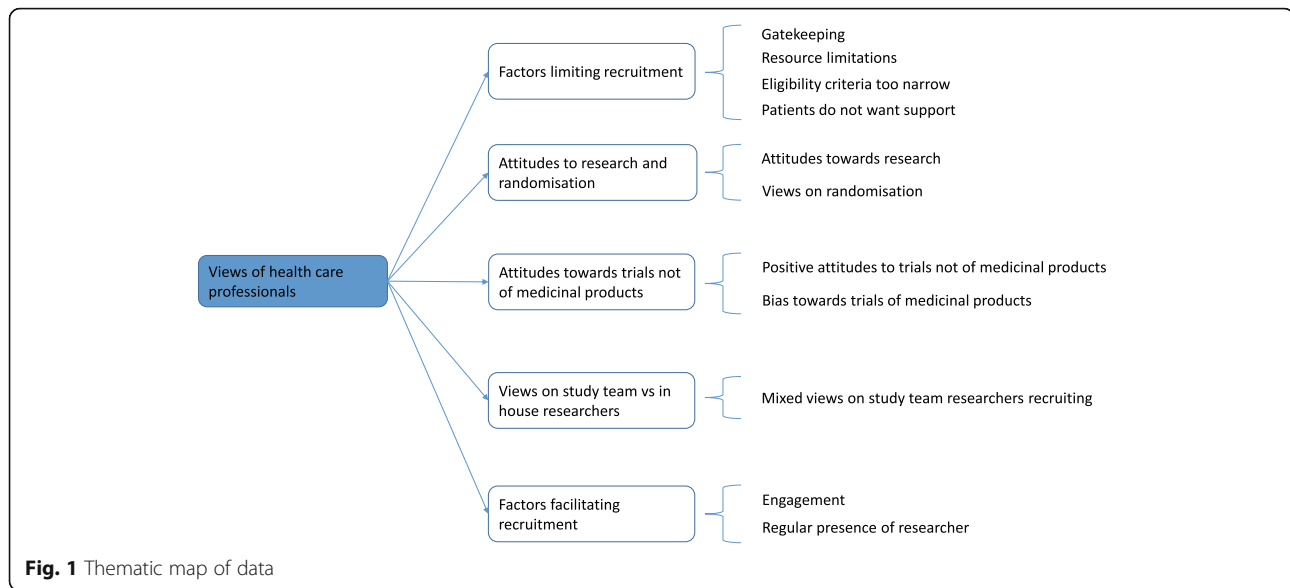 Views of health care
professionals
Factors limiting recruitment
Gatekeeping
Resource limitations
Eligibility criteria too narrow
Patients do not want support
Attitudes to research and
randomisation
Attitudes towards research
Views on randomisation
Attitudes towards trials not
of medicinal products
Positive attitudes to trials not of medicinal products
Bias towards trials of medicinal products
Views on study team vs in
house researchers
Mixed views on study team researchers recruiting
Factors facilitating
recruitment
Engagement
Regular presence of researcher
Fig. 1 Thematic map of data